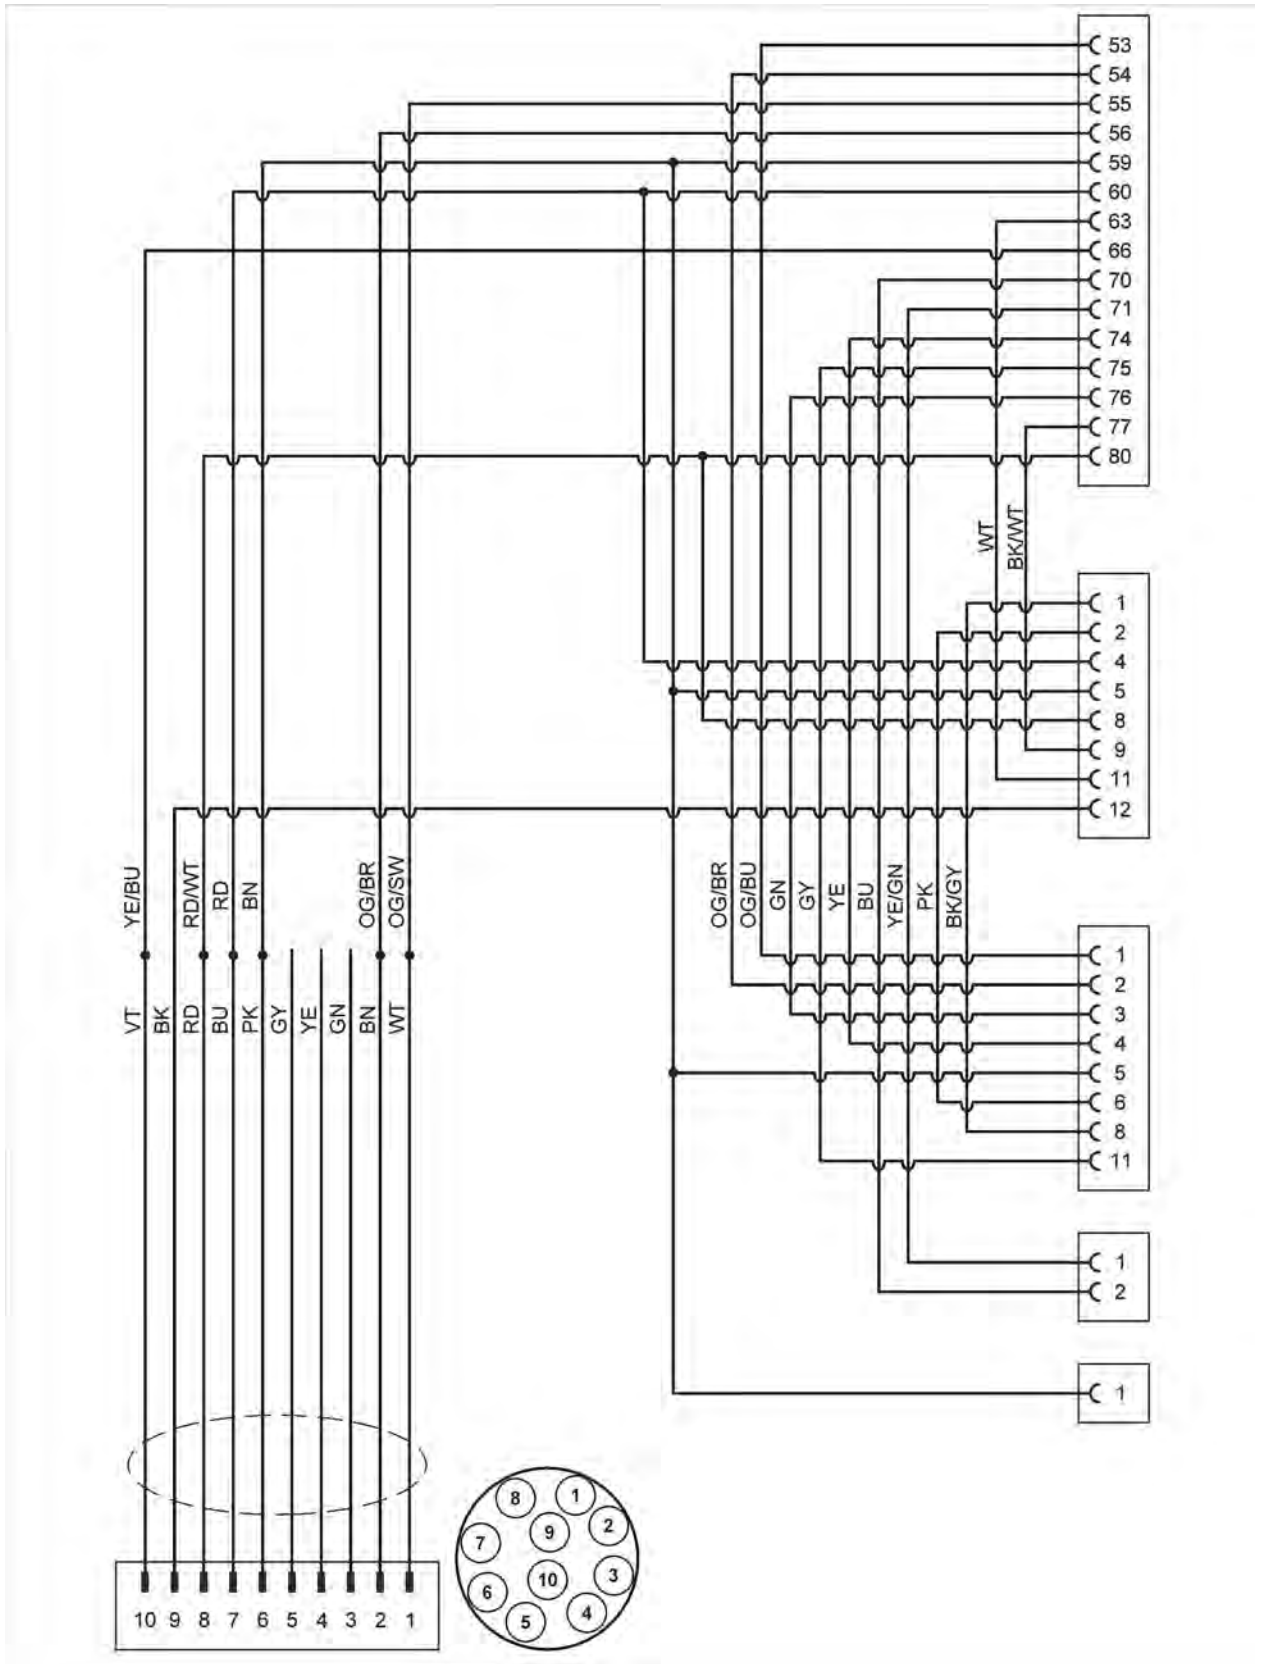 53
54
55
56
59
60
63
66
70
71
74
75
76
77
80
WT
BK/WT
1
2
4
5
8
9
11
12
YE/BU
RD/WT
RD
BN
OG/BR
OG/SW
OG/BR
OG/BU
GN
GY
YE
BU
YE/GN
PK
BK/GY
VT
BK
RD
BU
PK
GY
YE
GN
BN
WT
1
2
3
4
5
6
8
11
1
2
1
8
1
9
2
7
10
3
6
5
4
10 9 8 7 6 5 4 3 2 1